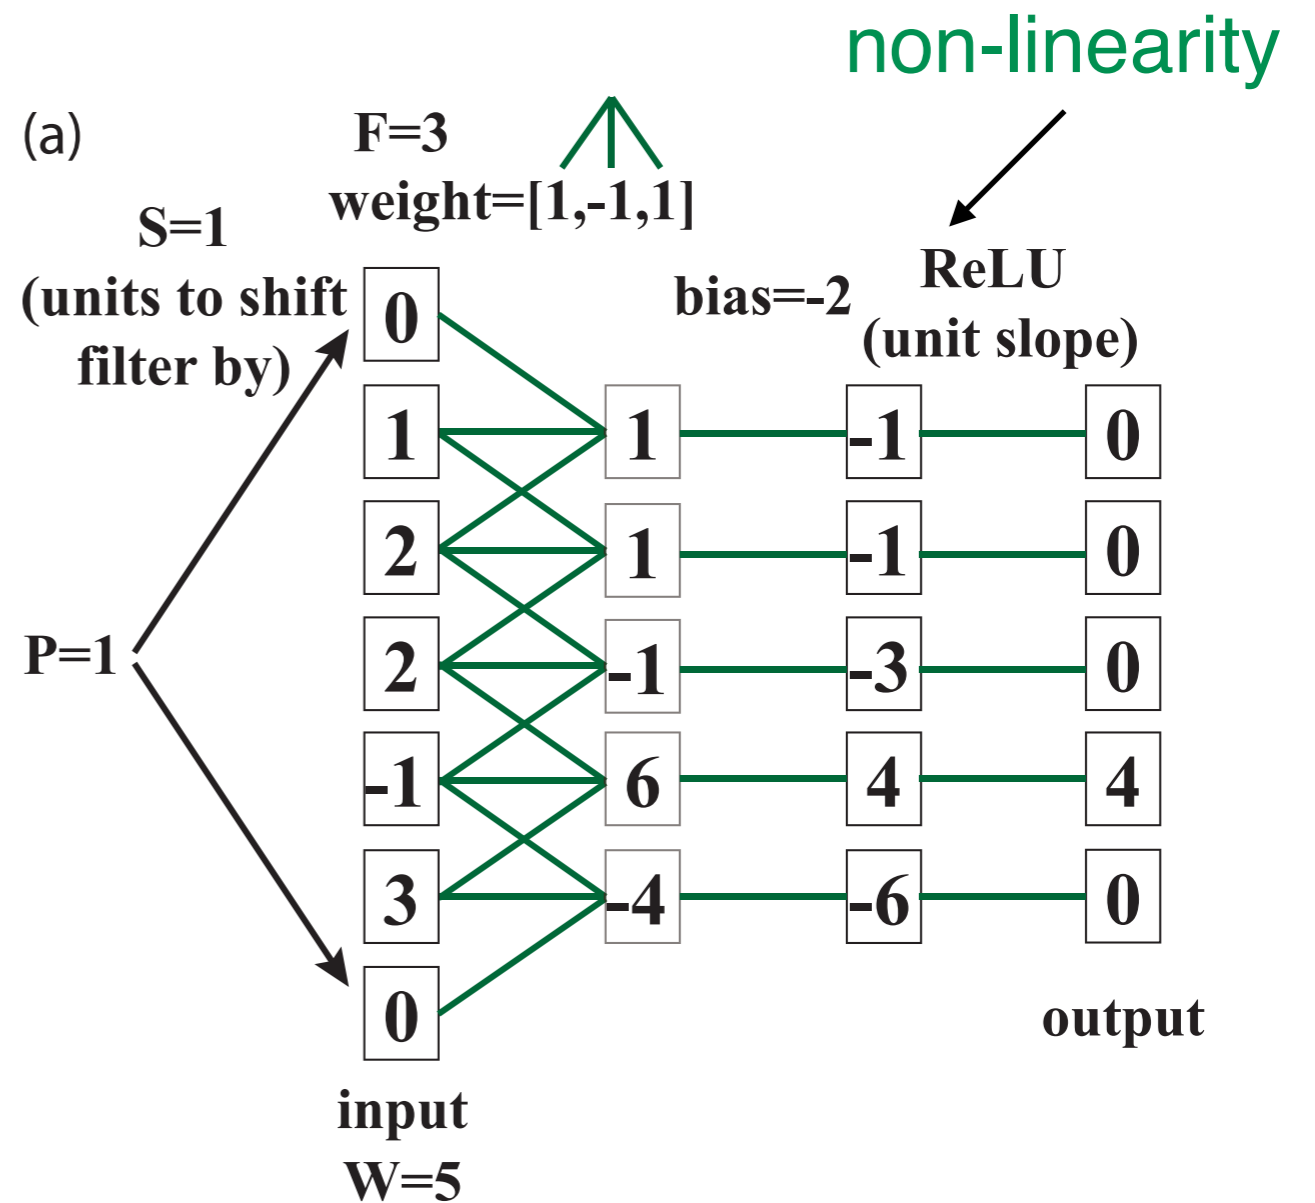 non-linearity
(a)
F=3
weight=[1,-1,1]
S=1
(units to shift
filter by)
bias=-2
ReLU
(unit slope)
P=1
0
1
2
2
-1
3
0
1
1
-1
6
-4
-1
-1
-3
4
-6
0
0
0
4
0
input
W=5
output